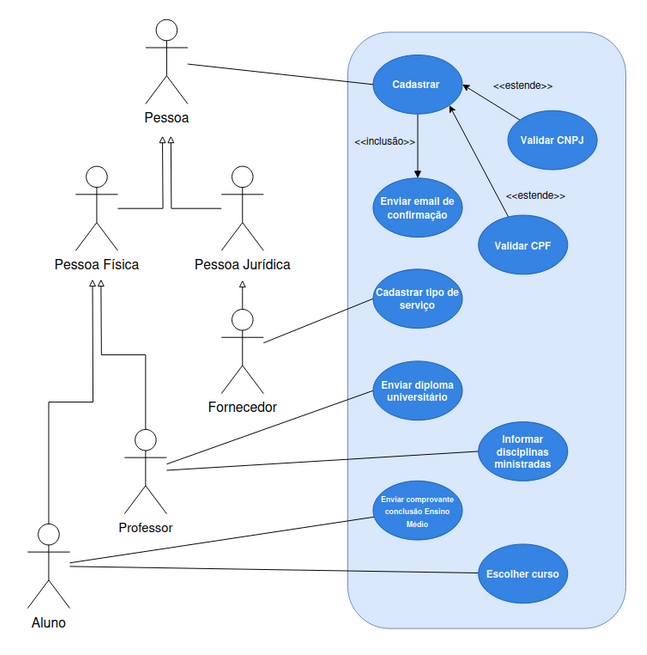 Pessoa
Cadastrar
<<estende>>
Validar CNPJ
<<inclusão>>
<<estende>>
Enviar email de
confirmação
Validar CPF
Pessoa Física
Pessoa Jurídica
Cadastrar tipo de
serviço
Fornecedor
Enviar diploma
universitário
Informar
disciplinas
ministradas
Professor
Enviar comprovante
conclusão Ensino
Médio
Escolher curso
Aluno